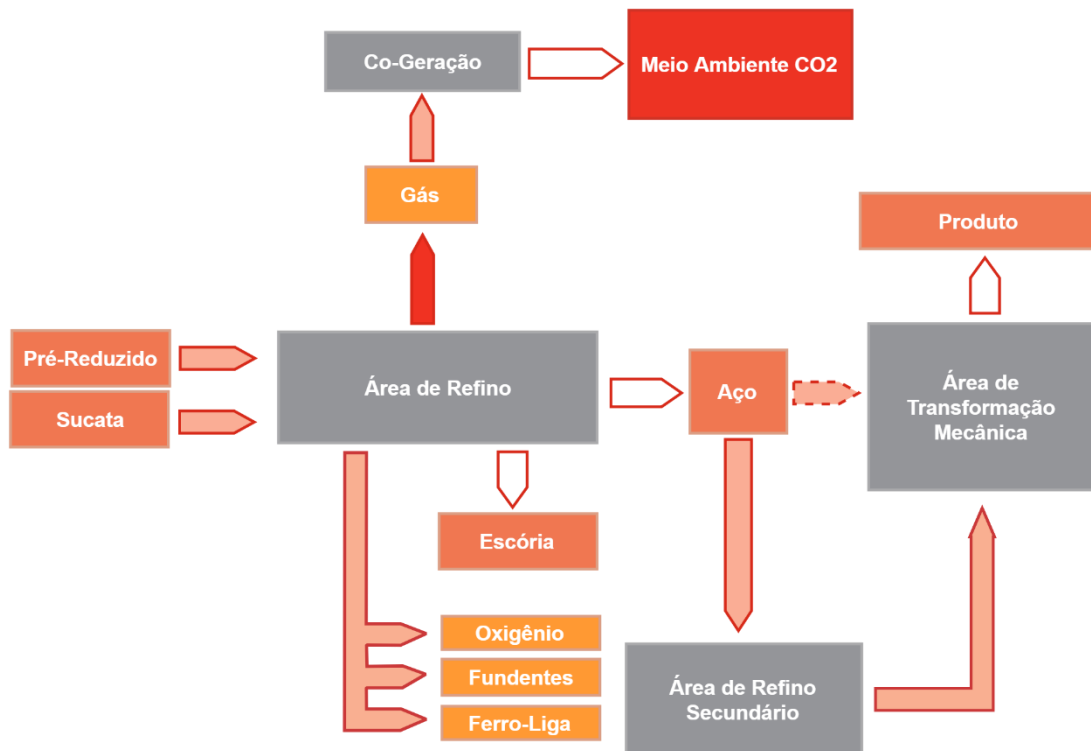 Co-Geração
Meio Ambiente CO2
Gás
Produto
Pré-Reduzido
Sucata
Área de Refino
Aço
Área de
Transformação
Mecânica
Escória
Oxigênio
Fundentes
Ferro-Liga
Área de Refino
Secundário